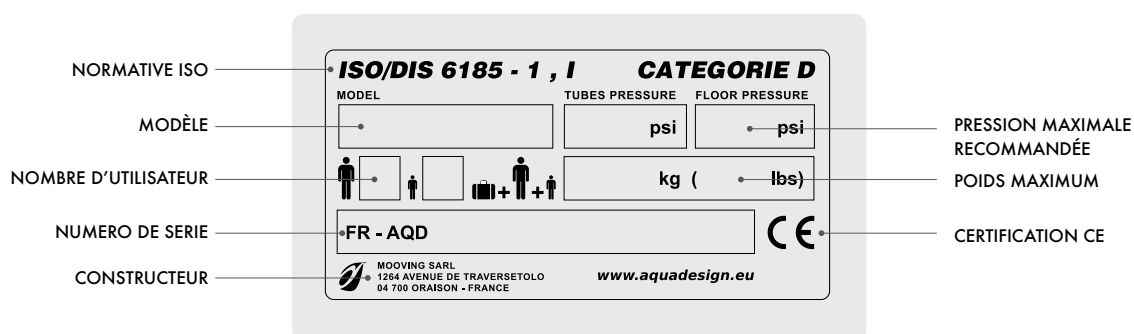 NORMATIVE ISO
ISO/DIS 6185 - 1 , I CATEGORIE D
MODEL TUBES PRESSURE FLOOR PRESSURE
MODÈLE
psi psi
PRESSION MAXIMALE
RECOMMANDÉE
NOMBRE D'UTILISATEUR
+ +
kg ( lbs)
POIDS MAXIMUM
NUMERO DE SERIE
FR - AQD
CE
CERTIFICATION CE
CONSTRUCTEUR
MOOVING SARL
1264 AVENUE DE TRAVERSETOLO
04 700 ORAISON - FRANCE
www.aquadesign.eu